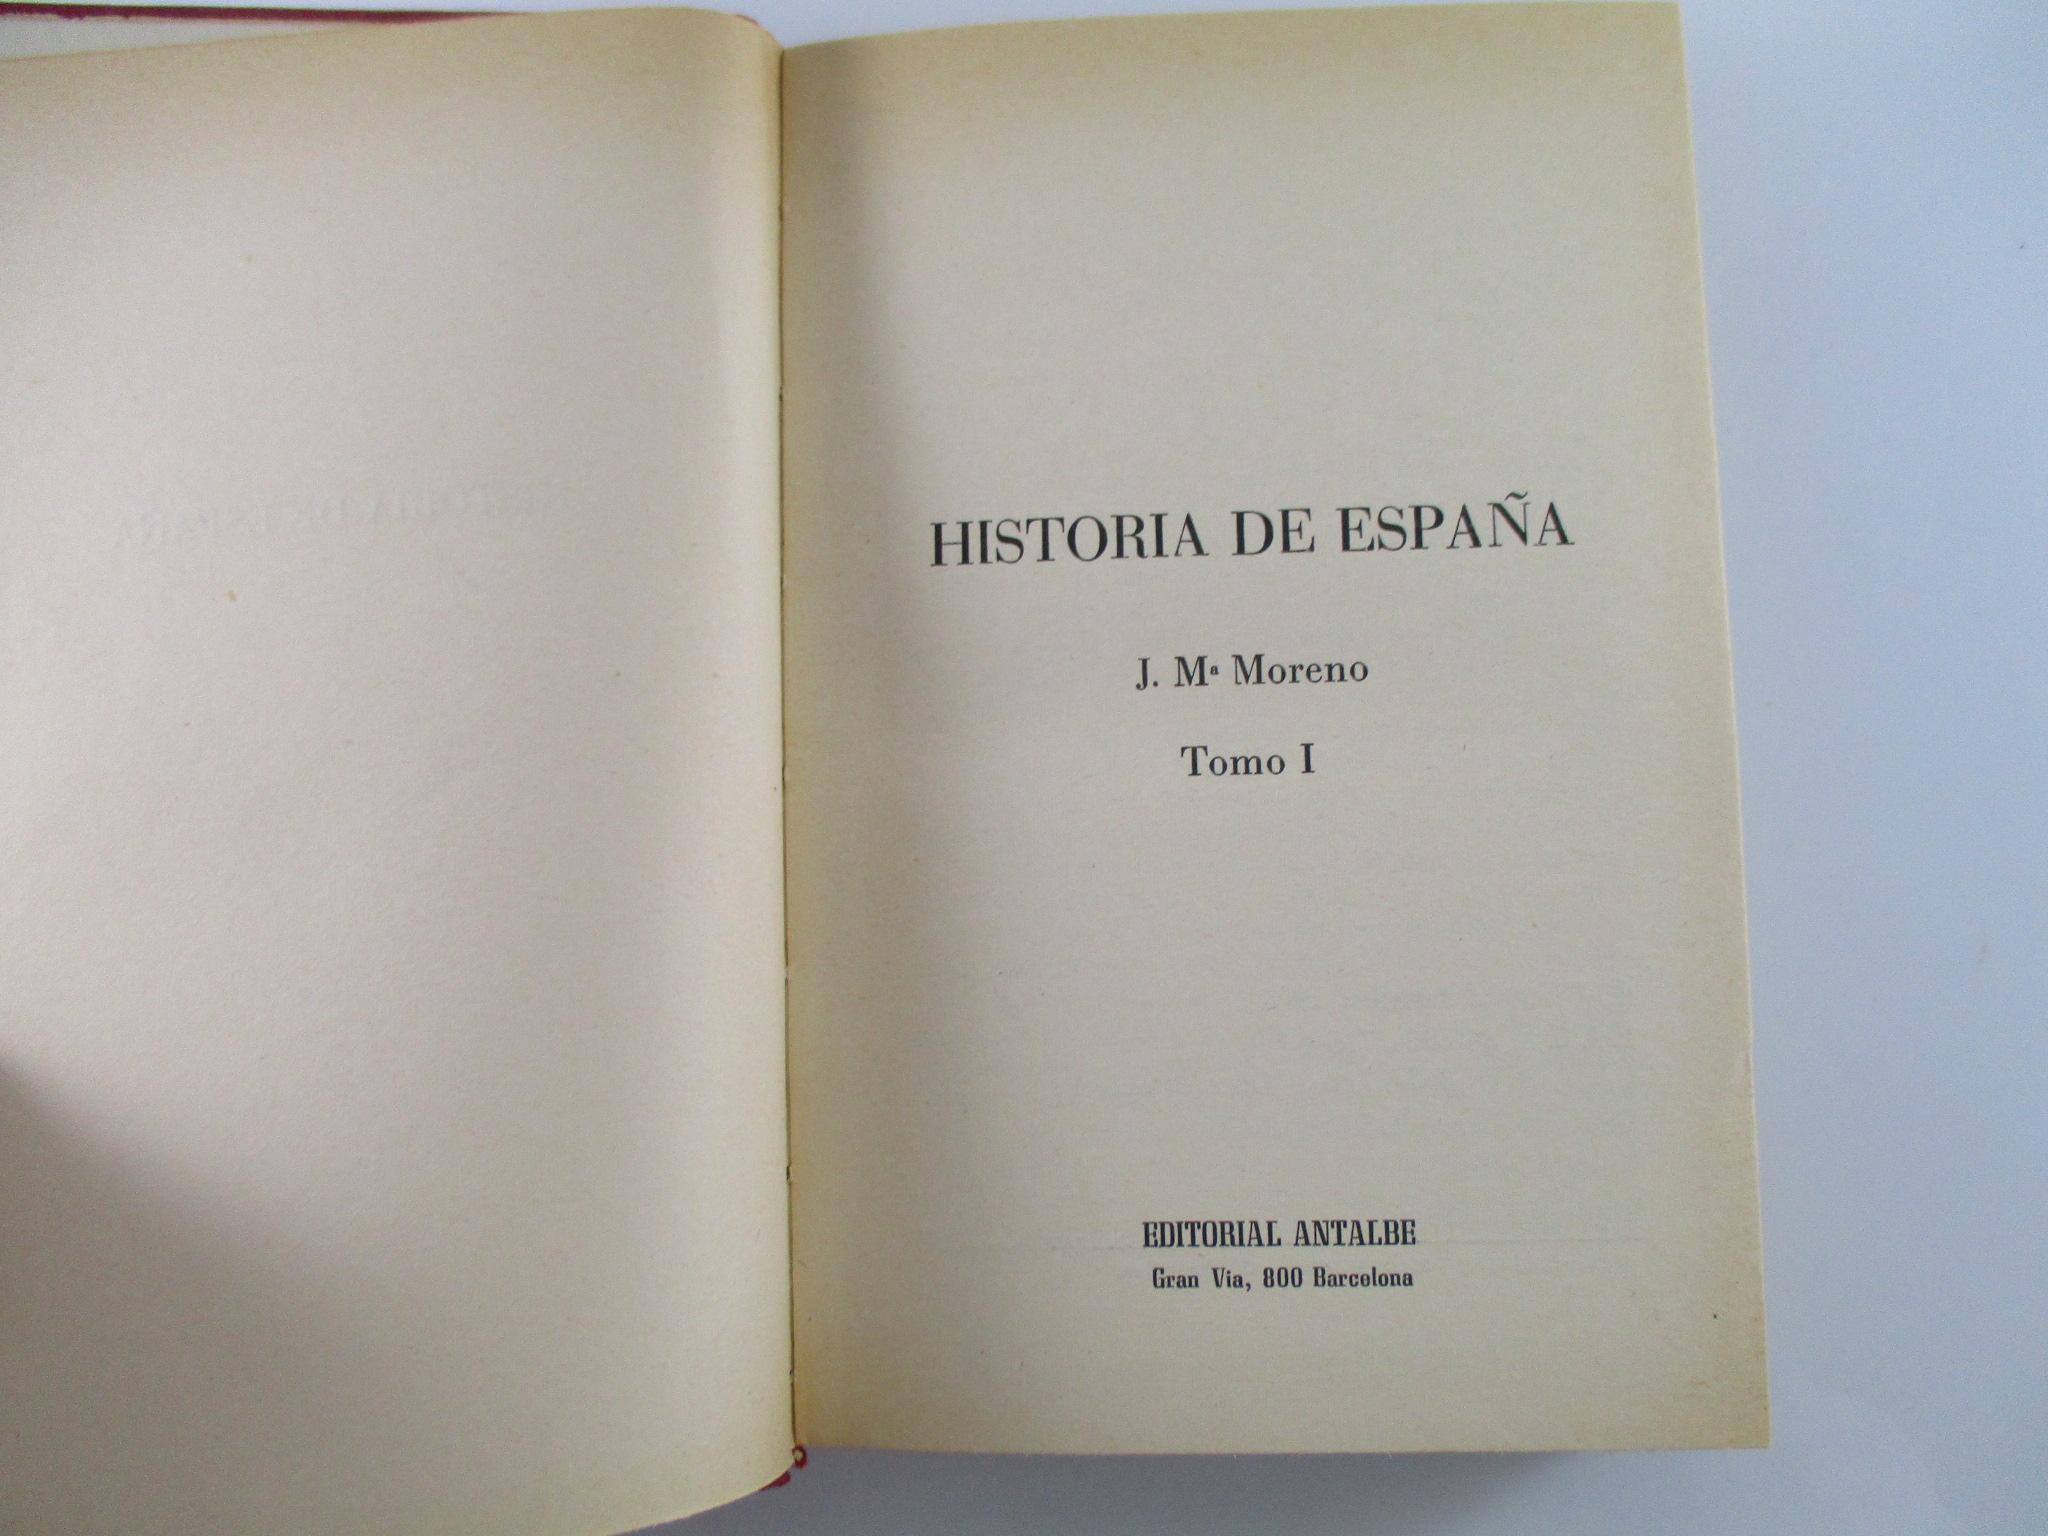 HISTORIA DE ESPAÑA
J. Mª Moreno
Tomo I
EDITORIAL ANTALBE
Gran Via, 800 Barcelona